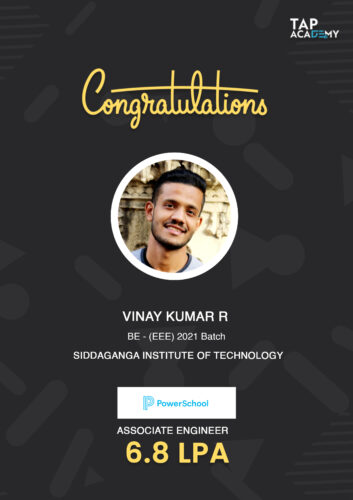 TAP
ACADEMY
Congratulations
VINAY KUMAR R
BE - (EEE) 2021 Batch
SIDDAGANGA INSTITUTE OF TECHNOLOGY
PowerSchool
ASSOCIATE ENGINEER
6.8 LPA